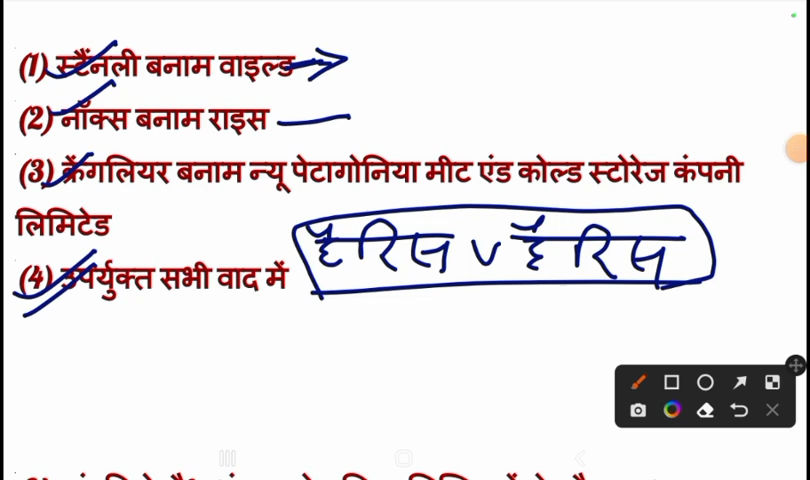 (1) स्टैंनली बनाम वाइल्ड
(2) नॉक्स बनाम राइस
(3) क्रेंगलियर बनाम न्यू पेटागोनिया मीट एंड कोल्ड स्टोरेज कंपनी
लिमिटेड
हैरिस v हैरिस
(4) उपर्युक्त सभी वाद में